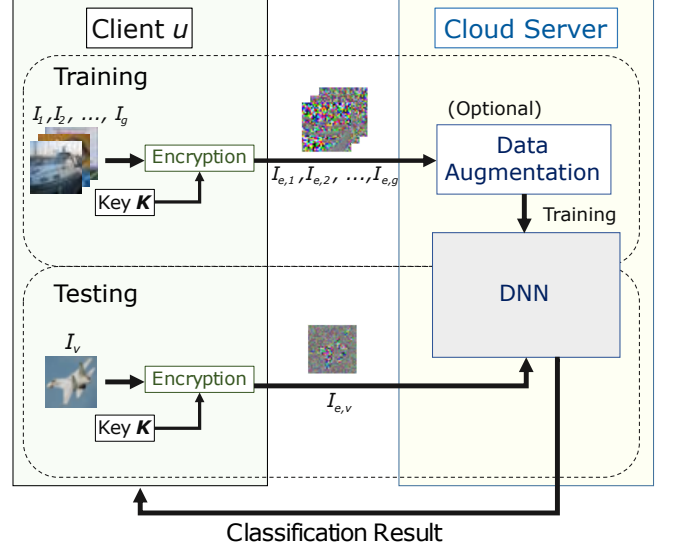 Client u
Cloud Server
Training
I1 ,I2 , ..., Ig
(Optional)
Encryption
Data
Augmentation
Ie,1 ,Ie,2 , ...,Ie,g
Key K
Training
DNN
Testing
Iv
Encryption
Ie,v
Key K
Classification Result